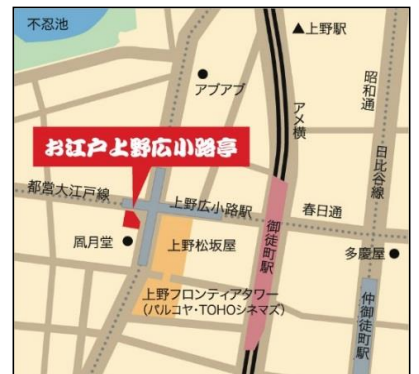 不忍池
▲上野駅
アブアブ
アメ横
昭和通
日比谷線
お江戸上野広小路亭
都営大江戸線
上野広小路駅
春日通
御徒町駅
風月堂
上野松坂屋
多慶屋
上野フロンティアタワー
(パルコヤ・TOHOシネマズ)
仲御徒町駅